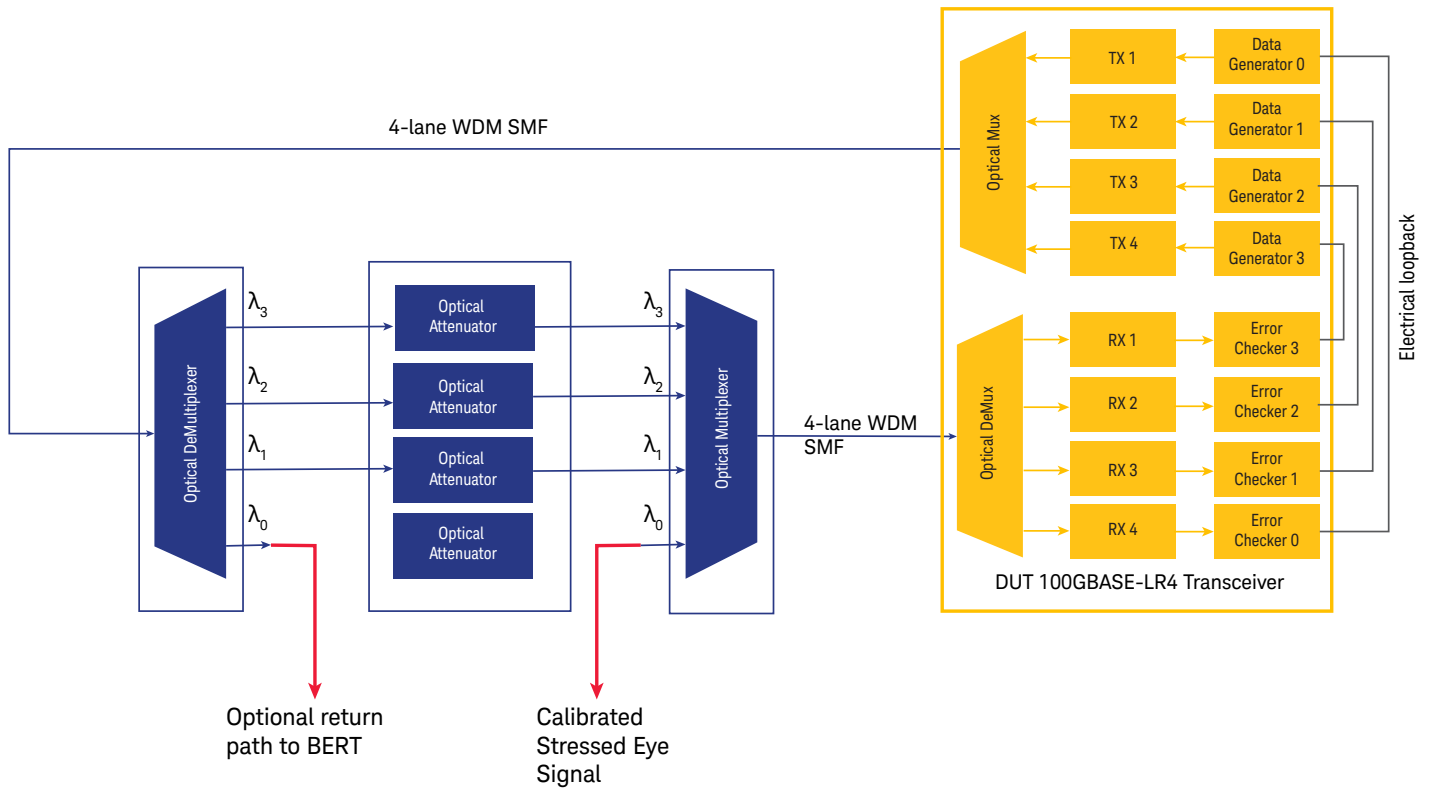 4-lane WDM SMF
Optical Mux
TX 1
Data
Generator 0
TX 2
Data
Generator 1
TX 3
Data
Generator 2
TX 4
Data
Generator 3
Electrical loopback
Optical DeMultiplexer
λ3
λ2
λ1
λ0
Optical
Attenuator
Optical
Attenuator
Optical
Attenuator
Optical
Attenuator
λ3
λ2
λ1
λ0
Optical Multiplexer
4-lane WDM
SMF
Optical DeMux
RX 1
Error
Checker 3
RX 2
Error
Checker 2
RX 3
Error
Checker 1
RX 4
Error
Checker 0
DUT 100GBASE-LR4 Transceiver
Optional return
path to BERT
Calibrated
Stressed Eye
Signal